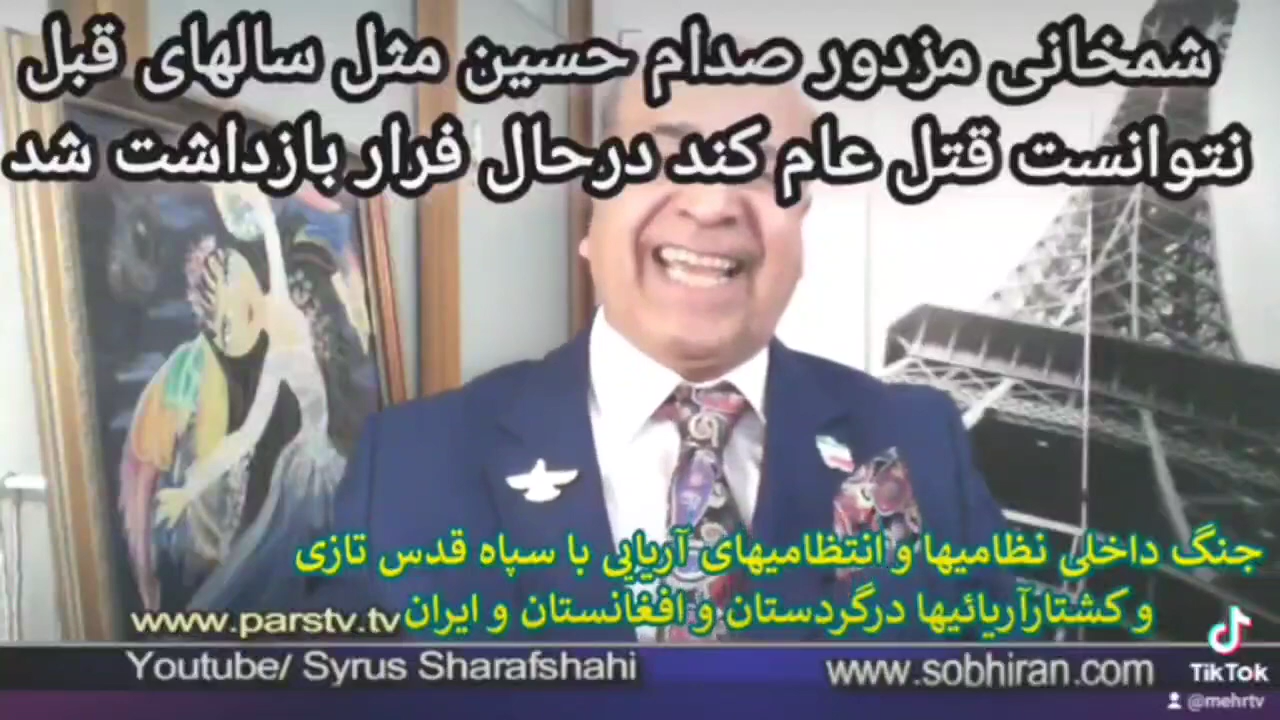 شمخانی مزدور صدام حسین مثل سالهای قبل
نتوانست قتل عام کند درحال فرار بازداشت شد
جنگ داخلی نظامیها و انتظامیهای آریایی با سپاه قدس تازی
و کشتارآریائیها درگردستان و افغانستان و ایران
www.parstv.tv
Youtube/ Syrus Sharafshahi
www.sobhiran.com
TikTok
@mehrtv